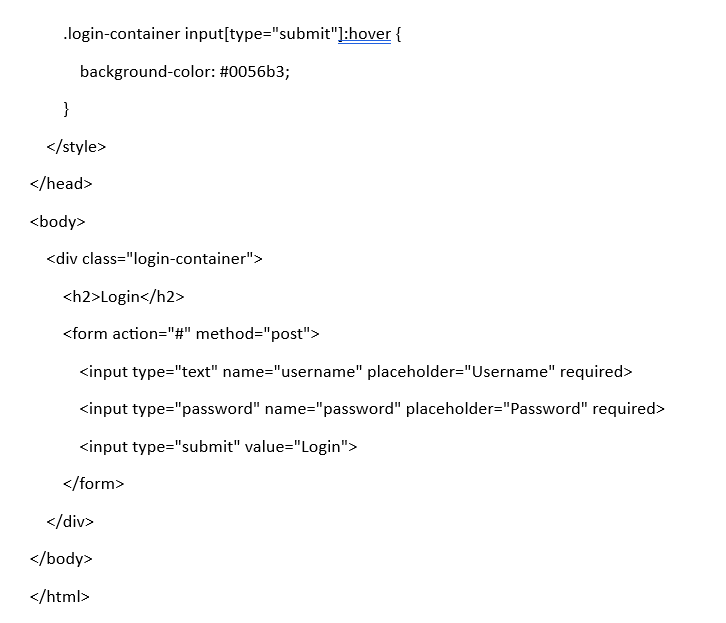 .login-container input[type="submit"]:hover {
background-color: #0056b3;
}
</style>
</head>
<body>
<div class="login-container">
<h2>Login</h2>
<form action="#" method="post">
<input type="text" name="username" placeholder="Username" required>
<input type="password" name="password" placeholder="Password" required>
<input type="submit" value="Login">
</form>
</div>
</body>
</html>